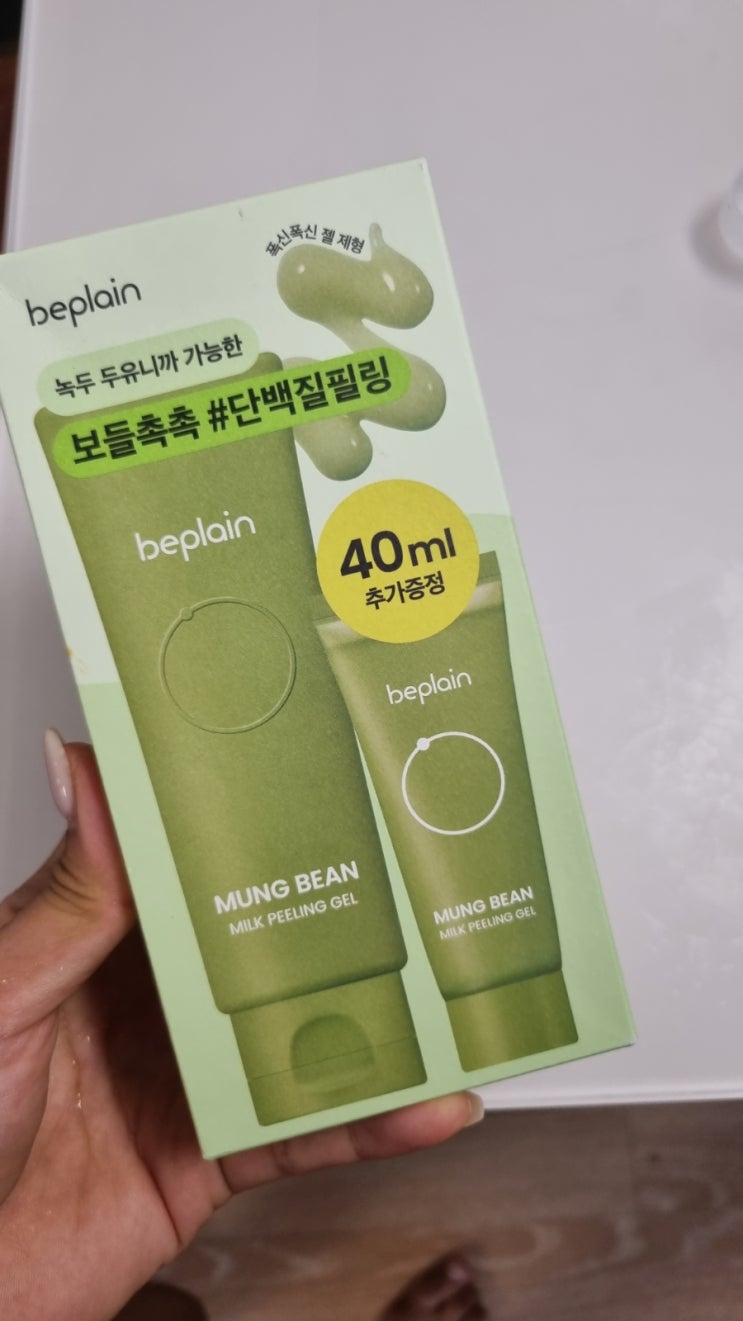 폭신폭신 젤 제형
beplain
녹두 두유니까 가능한
보들촉촉 #단백질필링
beplain
40ml
추가증정
beplain
MUNG BEAN
MILK PEELING GEL
MUNG BEAN
MILK PEELING GEL